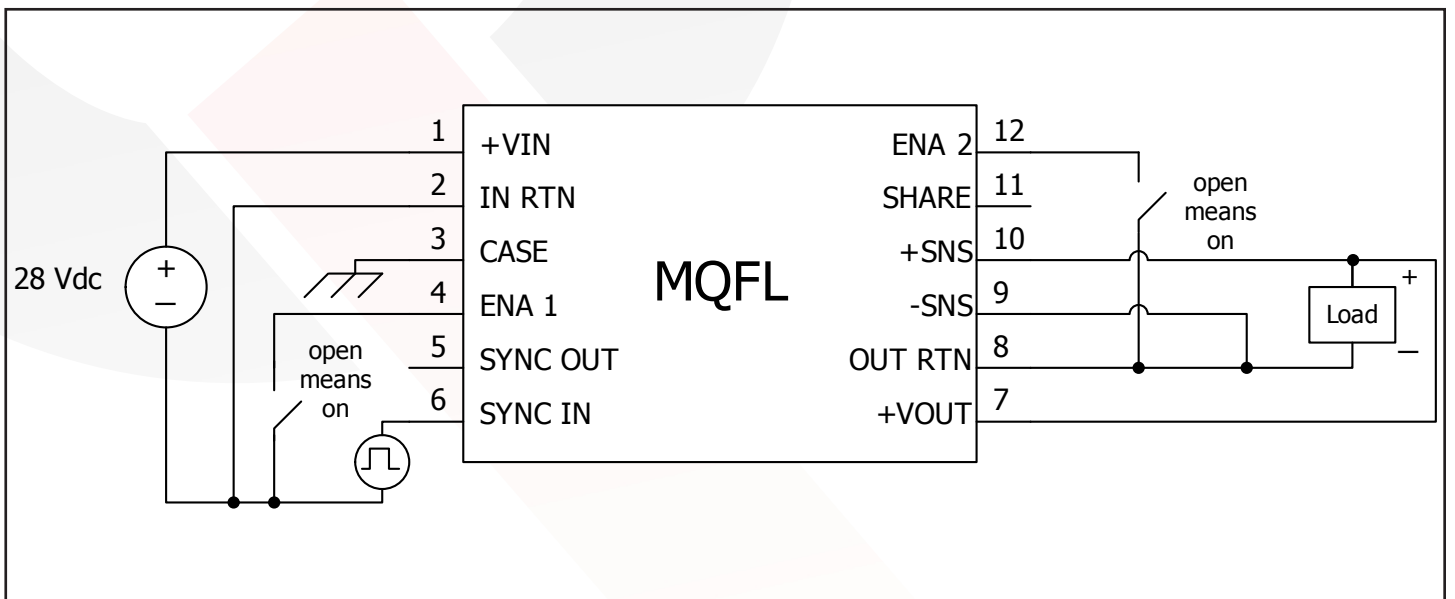 28 Vdc
+
–
1
2
3
4
5
6
open
means
on
+VIN
IN RTN
CASE
ENA 1
SYNC OUT
SYNC IN
MQFL
ENA 2
SHARE
+SNS
-SNS
OUT RTN
+VOUT
12
11
10
9
8
7
open
means
on
+
Load
–